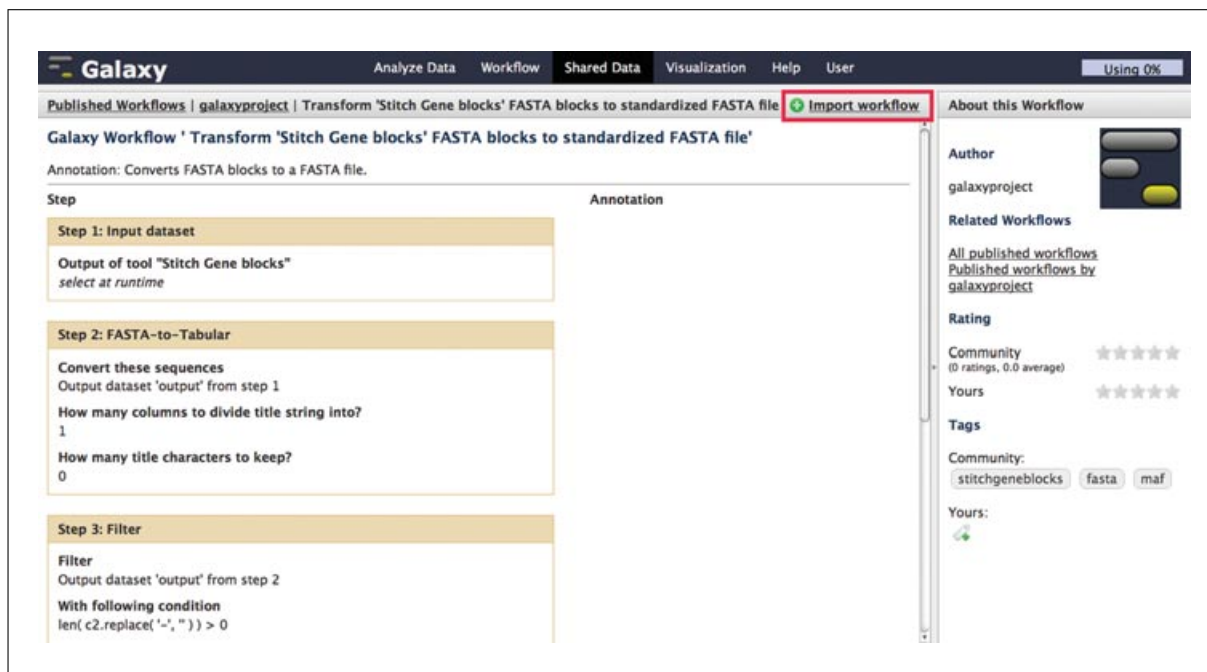 Galaxy
Analyze Data Workflow Shared Data Visualization Help User
Using 0%
Published Workflows | galaxyproject | Transform 'Stitch Gene blocks' FASTA blocks to standardized FASTA file
Import workflow
Galaxy Workflow ' Transform 'Stitch Gene blocks' FASTA blocks to standardized FASTA file'
Annotation: Converts FASTA blocks to a FASTA file.
Step Annotation
Step 1: Input dataset
Output of tool "Stitch Gene blocks"
select at runtime
Step 2: FASTA-to-Tabular
Convert these sequences
Output dataset 'output' from step 1
How many columns to divide title string into?
1
How many title characters to keep?
0
Step 3: Filter
Filter
Output dataset 'output' from step 2
With following condition
len( c2.replace( '-', '' ) ) > 0
About this Workflow
Author
galaxyproject
Related Workflows
All published workflows
Published workflows by
galaxyproject
Rating
Community
(0 ratings, 0.0 average)
Yours
Tags
Community:
stitchgeneblocks fasta maf
Yours: